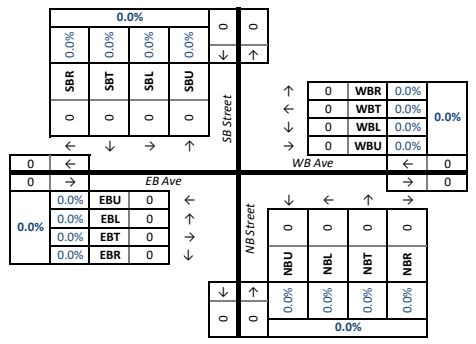 0.0%
0 0
0.0% 0.0% 0.0% 0.0%
↓ ↑
SBR SBT SBL SBU
SB Street
0 0 0 0
← ↓ → ↑
↑ 0 WBR 0.0%
← 0 WBT 0.0%
↓ 0 WBL 0.0%
→ 0 WBU 0.0%
0.0%
WB Ave
0 ←
← 0
0 →
→ 0
EB Ave
0.0% EBU 0 ←
0.0% EBL 0 ↑
0.0% EBT 0 →
0.0% EBR 0 ↓
0.0%
NB Street
↓ ← ↑ →
0 0 0 0
NBU NBL NBT NBR
0.0% 0.0% 0.0% 0.0%
↓ ↑
0 0
0.0%